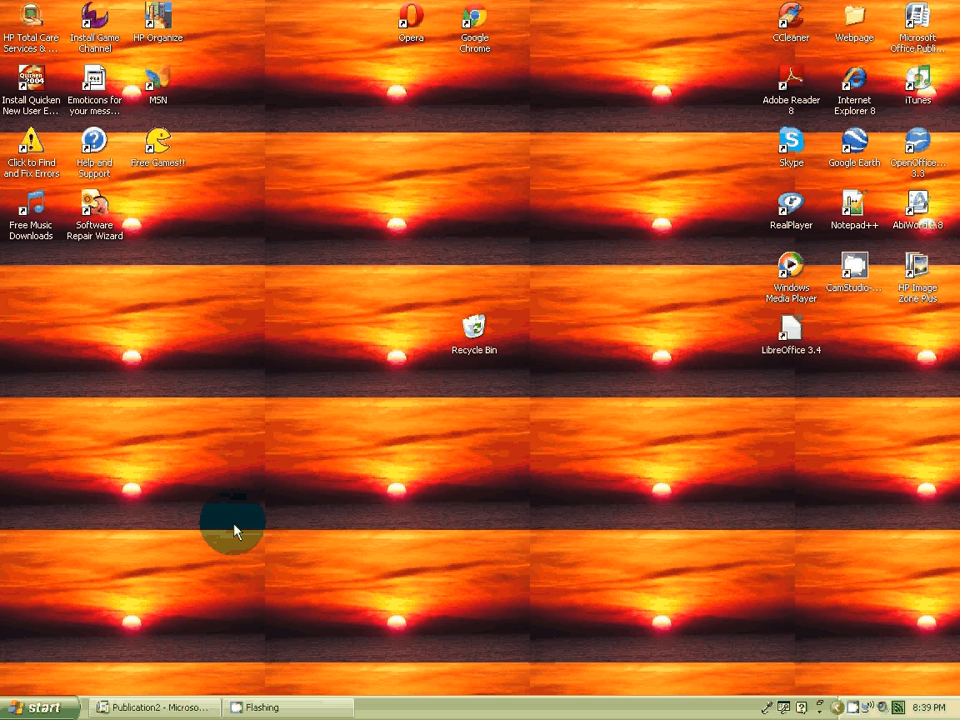 HP Total Care
Services & ...
Install Game
Channel
HP Organize
Opera
Google
Chrome
CCleaner
Webpage
Microsoft
Office Publi...
Install Quicken
New User E...
Emoticons for
your mess...
MSN
Adobe Reader
8
Internet
Explorer 8
iTunes
Click to Find
and Fix Errors
Help and
Support
Free Games!!
Skype
Google Earth
OpenOffice....
3.3
Free Music
Downloads
Software
Repair Wizard
RealPlayer
Notepad++
AbiWord 2.8
Windows
Media Player
CamStudio-...
HP Image
Zone Plus
Recycle Bin
LibreOffice 3.4
start
Publication2 - Microso...
Flashing
8:39 PM